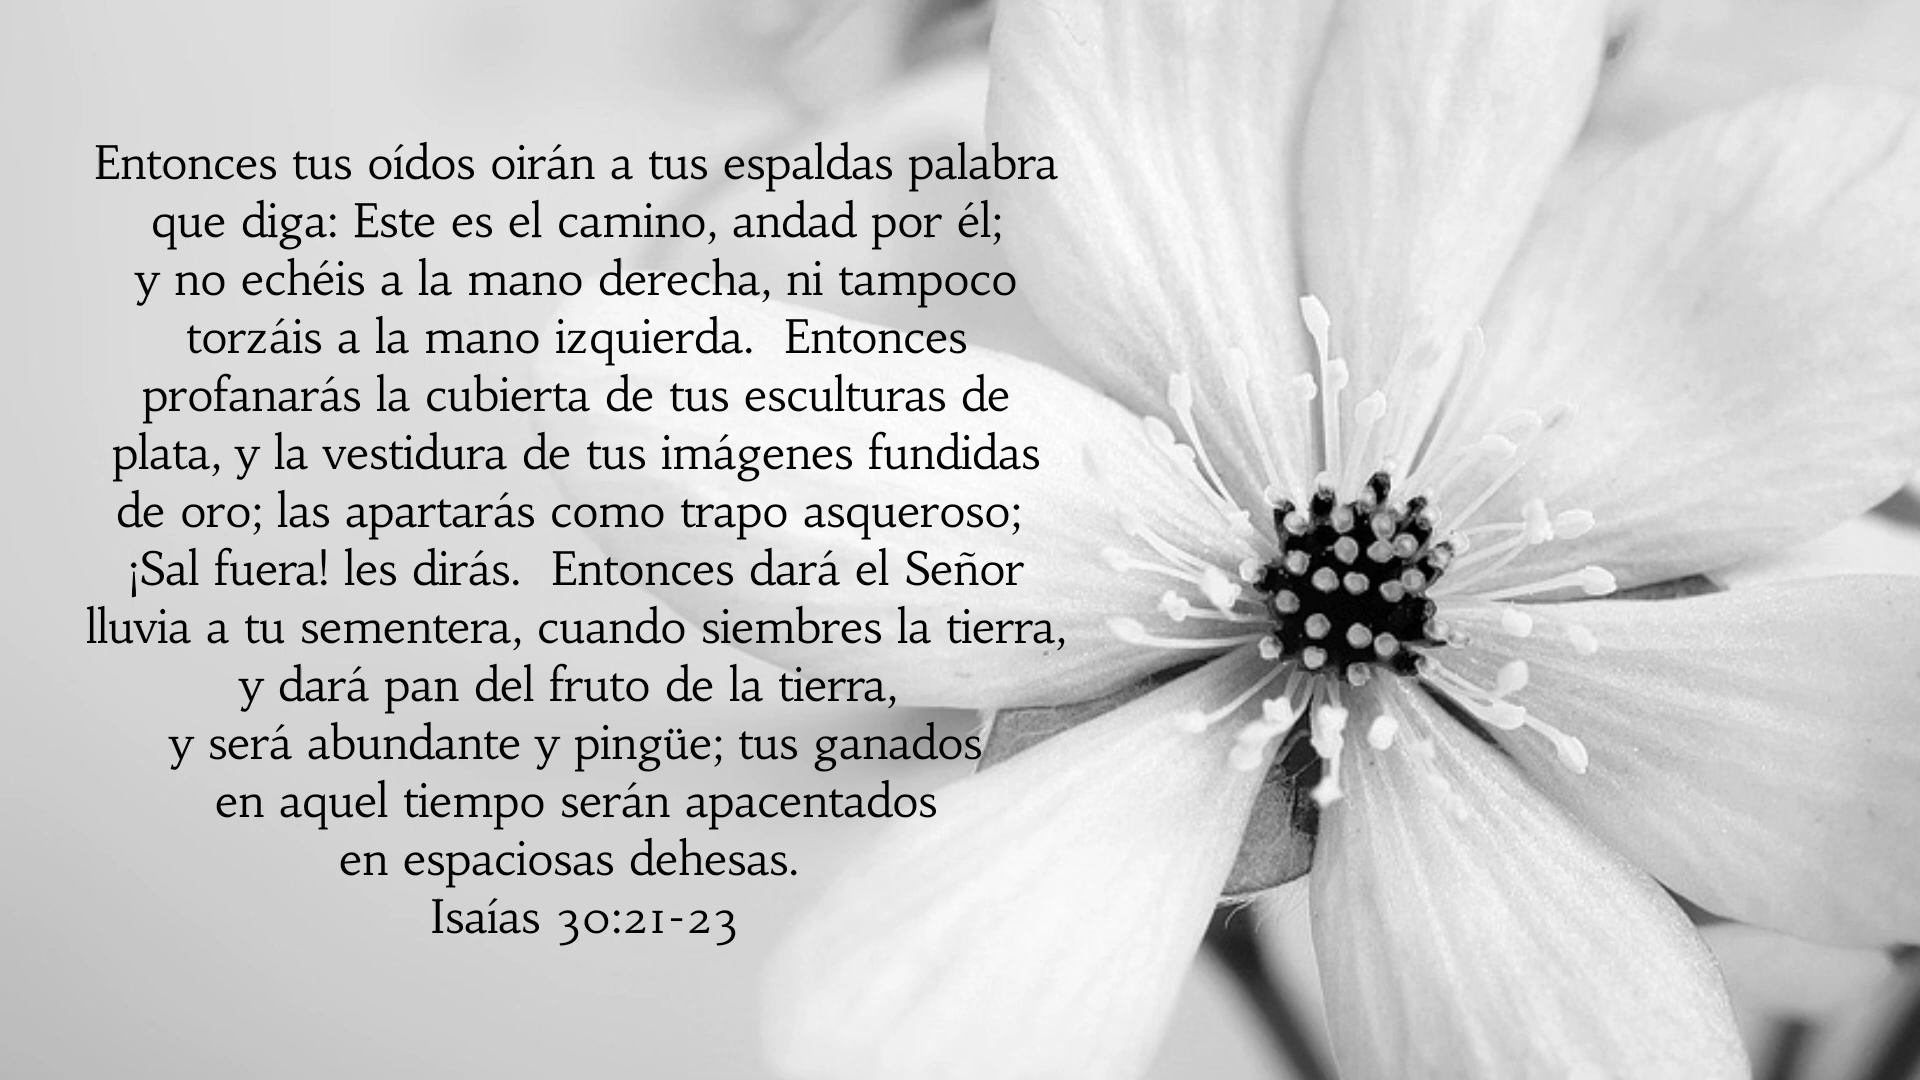 Entonces tus oídos oirán a tus espaldas palabra
que diga: Este es el camino, andad por él;
y no echéis a la mano derecha, ni tampoco
torzáis a la mano izquierda.  Entonces
profanarás la cubierta de tus esculturas de
plata, y la vestidura de tus imágenes fundidas
de oro; las apartarás como trapo asqueroso;
¡Sal fuera! les dirás.  Entonces dará el Señor
lluvia a tu sementera, cuando siembres la tierra,
y dará pan del fruto de la tierra,
y será abundante y pingüe; tus ganados
en aquel tiempo serán apacentados
en espaciosas dehesas.
Isaías 30:21-23